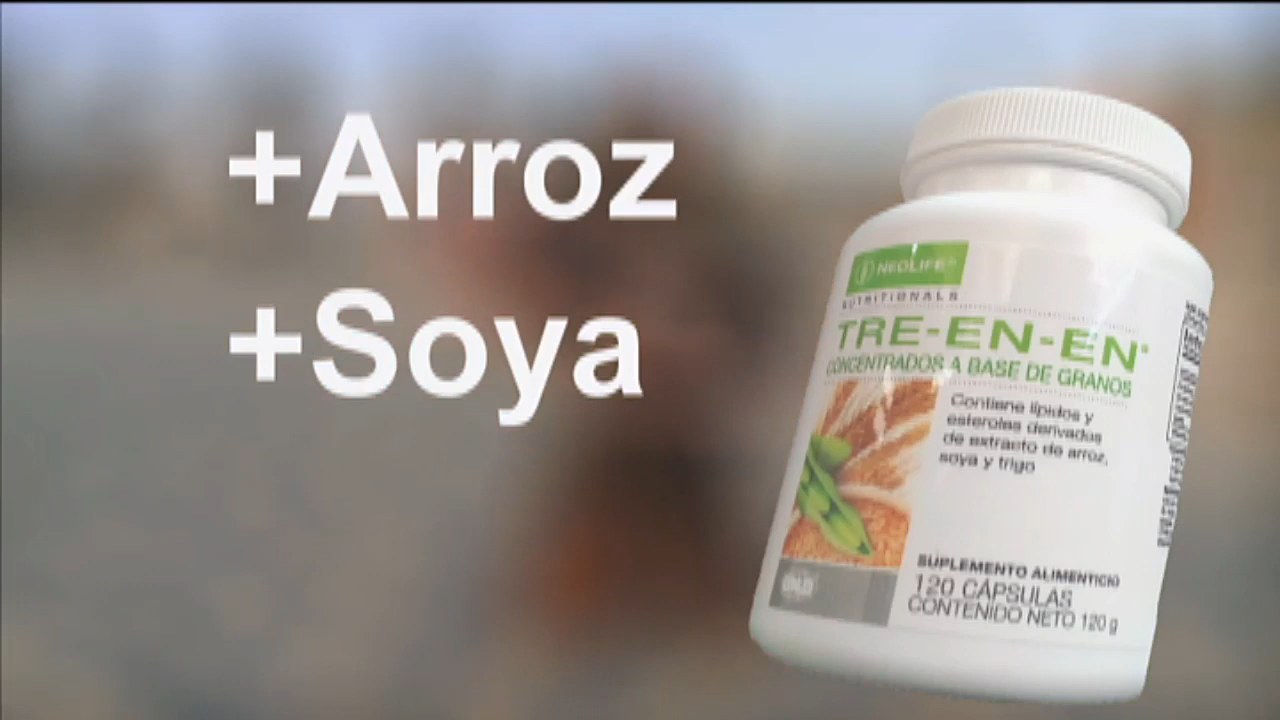 +Arroz
+Soya
NEOLIFE
NUTRITIONALS
TRE-EN-EN®
CONCENTRADOS A BASE DE GRANOS
Contiene lípidos y
esteroles derivados
de extracto de arroz,
soya y trigo
SUPLEMENTO ALIMENTICIO
120 CÁPSULAS
CONTENIDO NETO 120 g